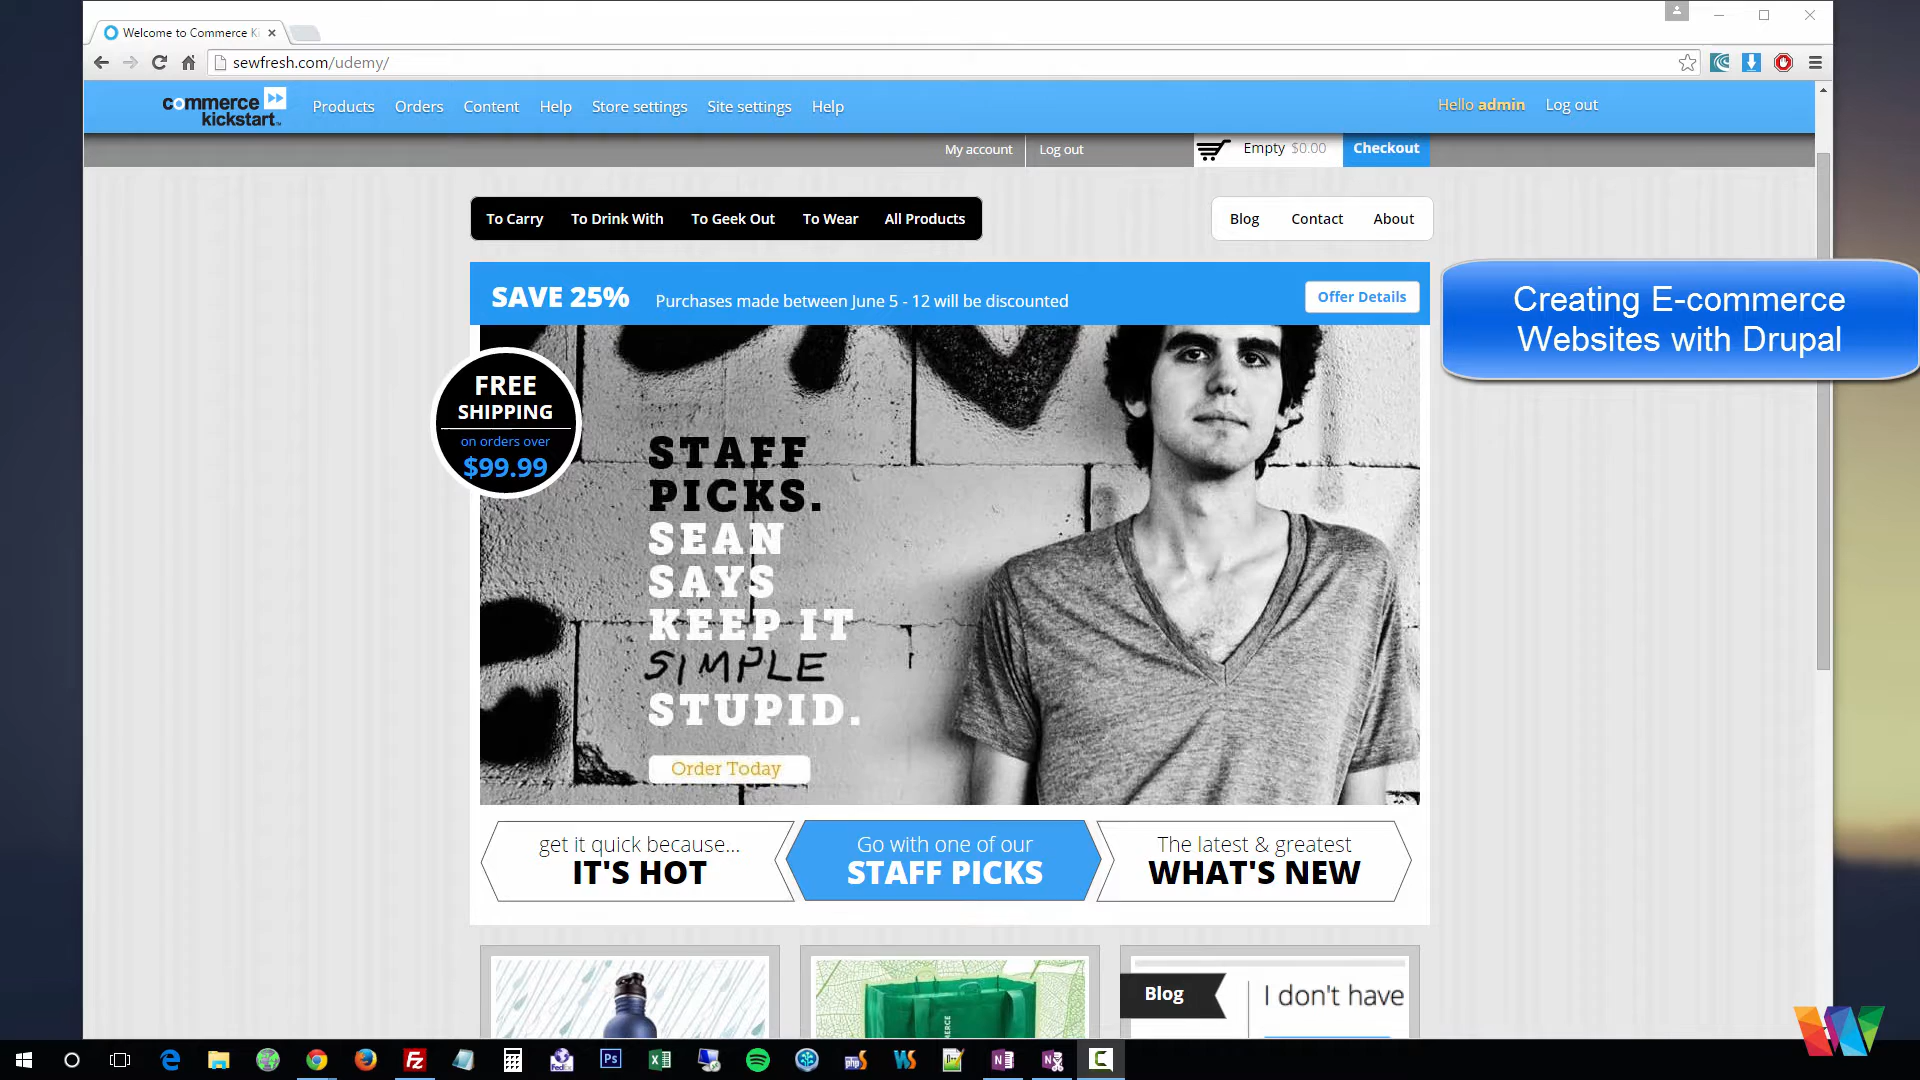 Welcome to Commerce K
sewfresh.com/udemy/
commerce
kickstart
Products Orders Content Help Store settings Site settings Help
Hello admin Log out
My account Log out
Empty $0.00 Checkout
To Carry To Drink With To Geek Out To Wear All Products
Blog Contact About
SAVE 25% Purchases made between June 5 - 12 will be discounted Offer Details
Creating E-commerce
Websites with Drupal
FREE
SHIPPING
on orders over
$99.99
STAFF
PICKS.
SEAN
SAYS
KEEP IT
SIMPLE
STUPID.
Order Today
get it quick because...
IT'S HOT
Go with one of our
STAFF PICKS
The latest & greatest
WHAT'S NEW
Blog
I don't have